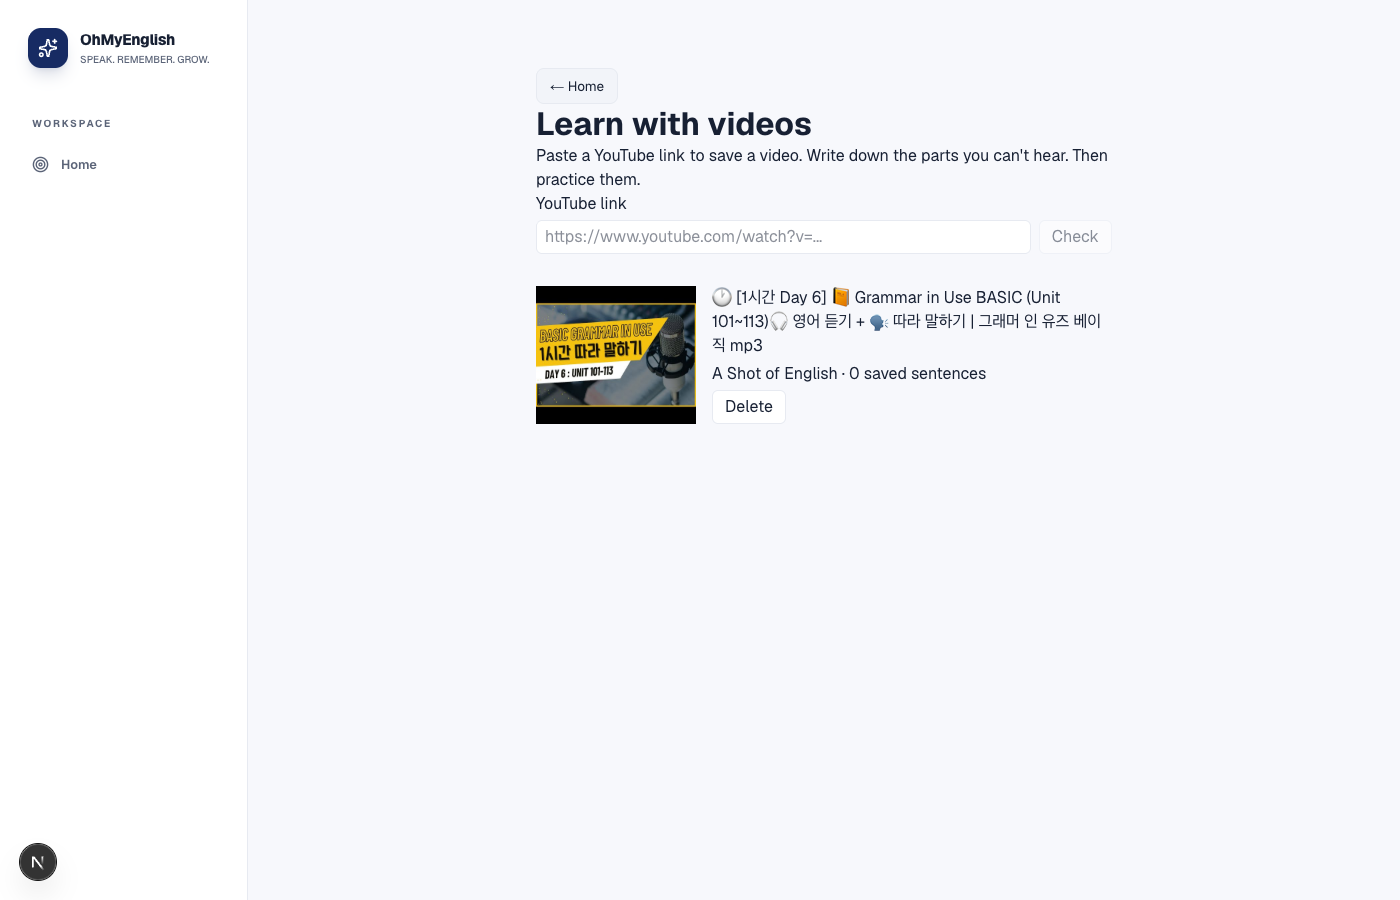 OhMyEnglish
SPEAK. REMEMBER. GROW.
WORKSPACE
Home
← Home
Learn with videos
Paste a YouTube link to save a video. Write down the parts you can't hear. Then
practice them.
YouTube link
https://www.youtube.com/watch?v=...
Check
BASIC GRAMMAR IN USE
1시간 따라 말하기
DAY 6 : UNIT 101-113
🕐 [1시간 Day 6] 📙 Grammar in Use BASIC (Unit
101~113)🎧 영어 듣기 + 🗣️ 따라 말하기 | 그래머 인 유즈 베이
직 mp3
A Shot of English · 0 saved sentences
Delete
N